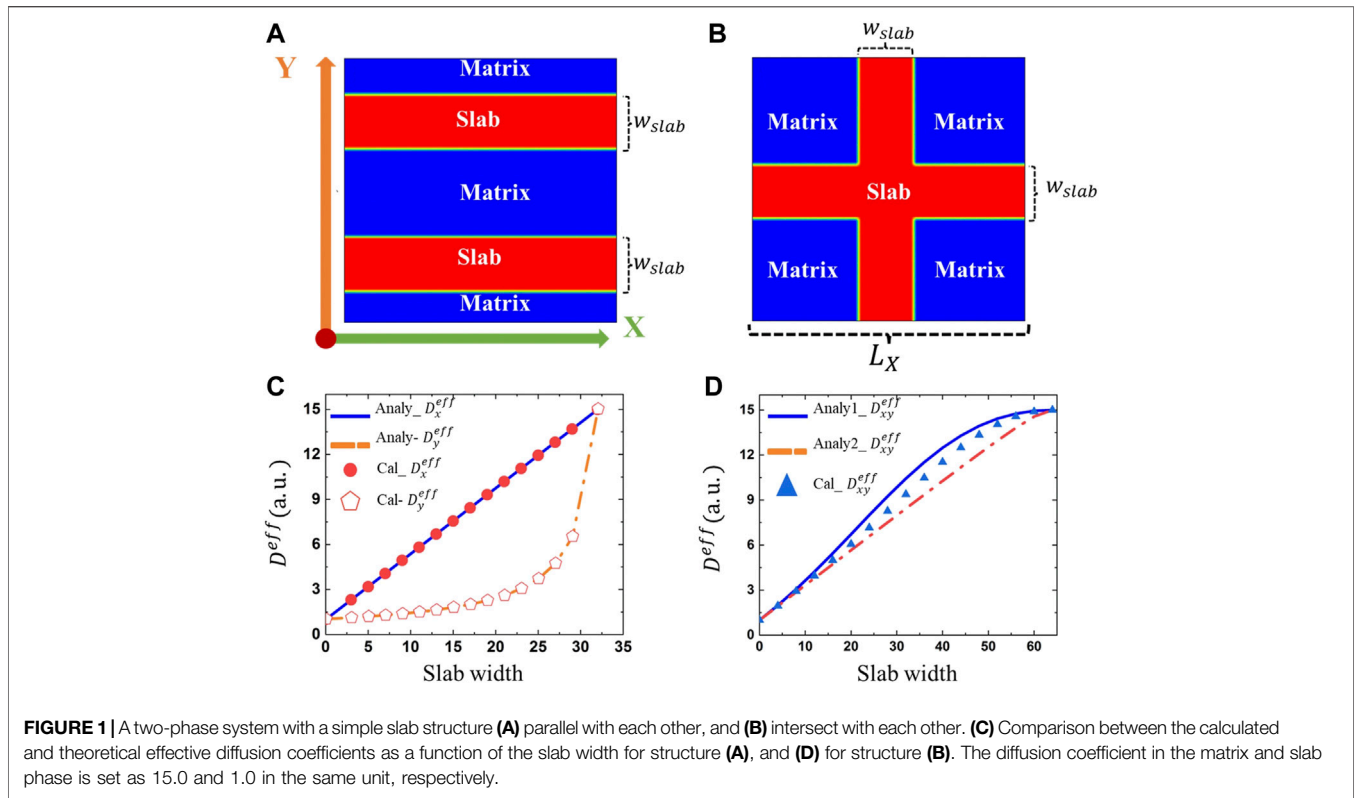 A
Y
X
Matrix
Slab
Matrix
Slab
Matrix
w_slab
w_slab
B
w_slab
Matrix
Matrix
Slab
Matrix
Matrix
w_slab
L_X
C
Analy_ D_x^eff
Analy- D_y^eff
Cal_ D_x^eff
Cal- D_y^eff
D^eff (a. u.)
15
12
9
6
3
0
0 5 10 15 20 25 30 35
Slab width
D
Analy1_ D_xy^eff
Analy2_ D_xy^eff
Cal_ D_xy^eff
D^eff (a. u.)
15
12
9
6
3
0
0 10 20 30 40 50 60
Slab width
FIGURE 1 | A two-phase system with a simple slab structure (A) parallel with each other, and (B) intersect with each other. (C) Comparison between the calculated
and theoretical effective diffusion coefficients as a function of the slab width for structure (A), and (D) for structure (B). The diffusion coefficient in the matrix and slab
phase is set as 15.0 and 1.0 in the same unit, respectively.